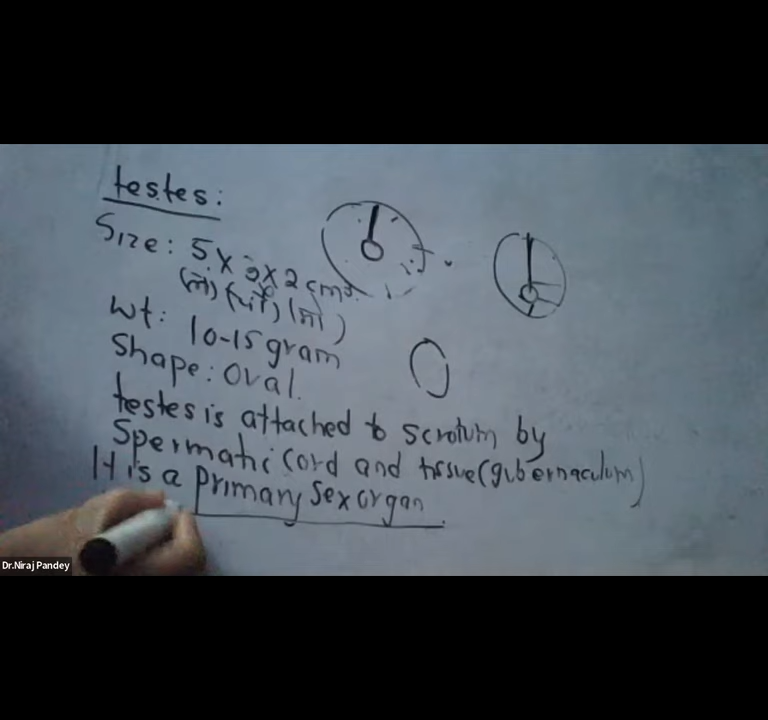 testes:
Size: 5 x 3 x 2 cms.
(लं) (चौ) (मो)
wt: 10-15 gram
Shape: Oval.
testes is attached to scrotum by
Spermatic cord and tissue (gubernaculum)
It is a primary sex organ.
Dr.Niraj Pandey